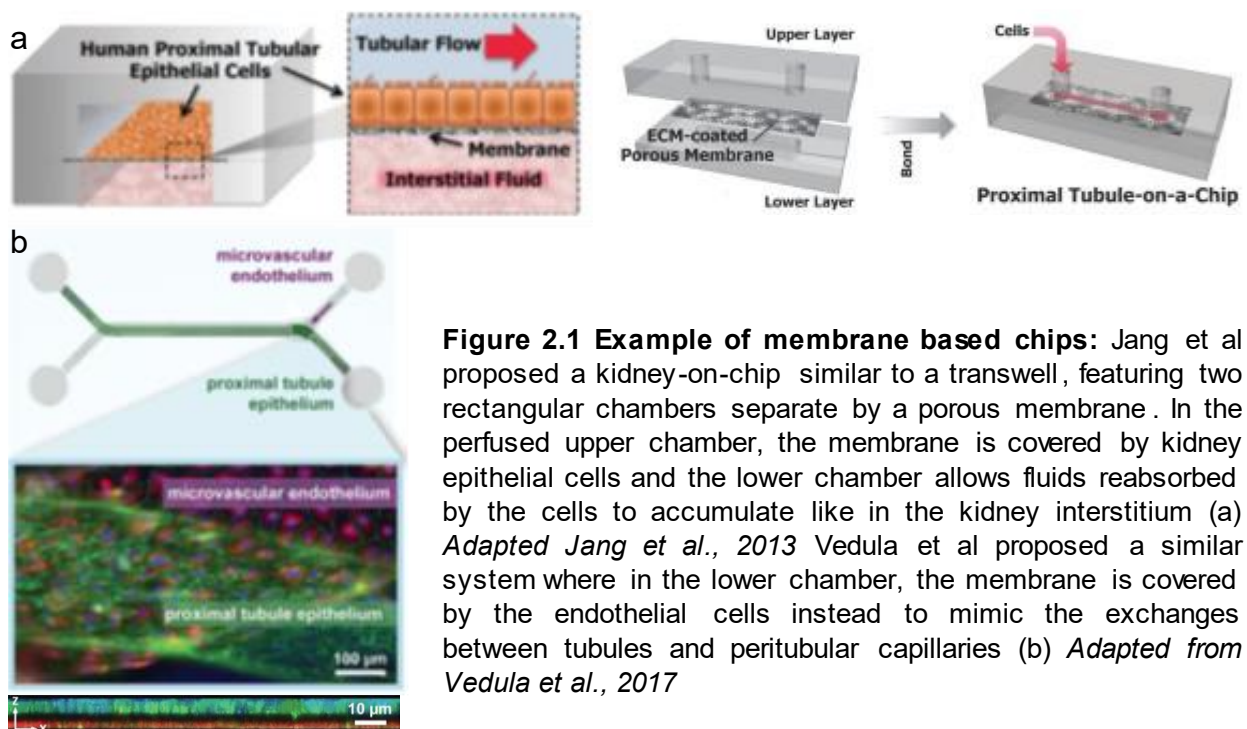 a
Human Proximal Tubular
Epithelial Cells
Tubular Flow
Membrane
Interstitial Fluid
Upper Layer
ECM-coated
Porous Membrane
Lower Layer
Bond
Cells
Proximal Tubule-on-a-Chip
b
microvascular
endothelium
proximal tubule
epithelium
microvascular endothelium
proximal tubule epithelium
100 µm
z
x
10 µm
Figure 2.1 Example of membrane based chips: Jang et al
proposed a kidney-on-chip similar to a transwell, featuring two
rectangular chambers separate by a porous membrane. In the
perfused upper chamber, the membrane is covered by kidney
epithelial cells and the lower chamber allows fluids reabsorbed
by the cells to accumulate like in the kidney interstitium (a)
Adapted Jang et al., 2013 Vedula et al proposed a similar
system where in the lower chamber, the membrane is covered
by the endothelial cells instead to mimic the exchanges
between tubules and peritubular capillaries (b) Adapted from
Vedula et al., 2017